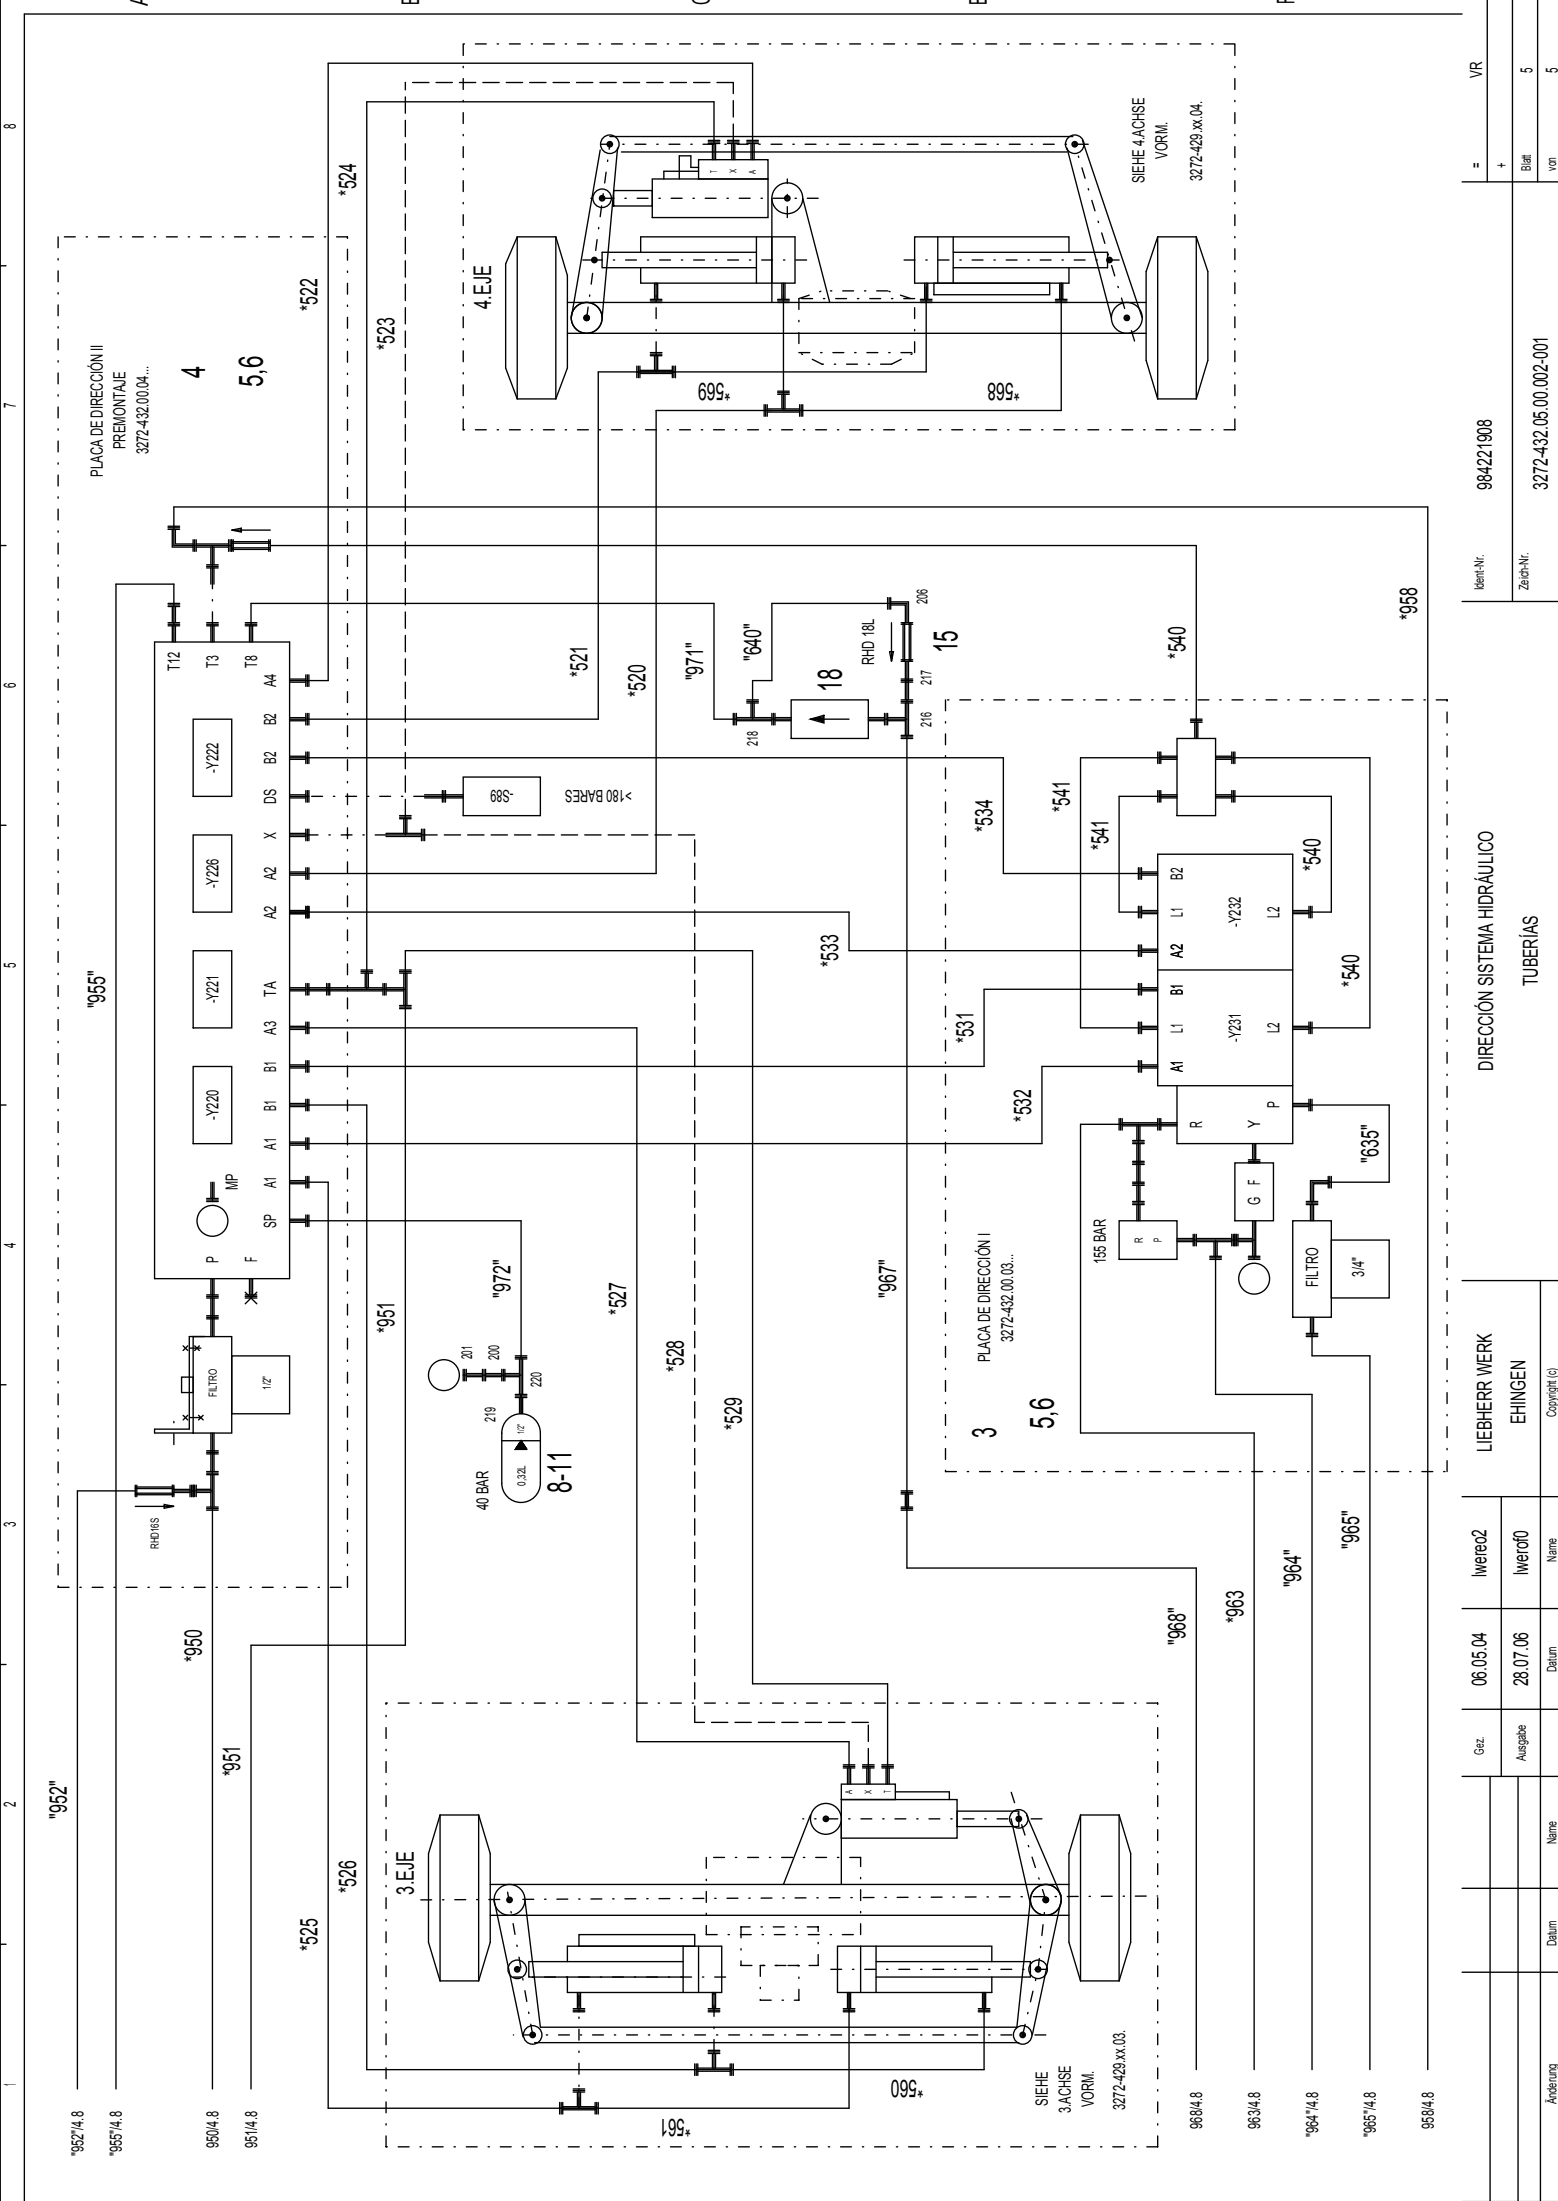 1
2
3
4
5
6
7
8
"952"/4.8
"955"/4.8
950/4.8
951/4.8
"952"
"955"
*950
*951
RHD16S
FILTRO
1/2"
PLACA DE DIRECCIÓN II
PREMONTAJE
3272-432.00.04...
4
5,6
P
F
MP
SP
A1
A1
B1
B1
A3
TA
A2
A2
X
DS
B2
B2
A4
T12
T3
T8
-Y220
-Y221
-Y226
-Y222
*525
*526
*951
*522
*523
*524
3.EJE
A
X
T
*561
*560
SIEHE
3.ACHSE
VORM.
3272-429.xx.03.
40 BAR
0,32L
1/2"
8-11
219
220
200
201
"972"
*527
*528
*529
-S89
>180 BARES
*521
*520
"971"
"640"
218
18
RHD 18L
206
217
216
15
4.EJE
T
X
A
*569
*568
SIEHE 4.ACHSE
VORM.
3272-429.xx.04.
"967"
*533
*531
*532
*534
*541
*541
*540
*540
*540
*958
PLACA DE DIRECCIÓN I
3272-432.00.03...
3
5,6
155 BAR
R
P
G F
FILTRO
3/4"
"635"
R
Y
P
A1
L1
B1
-Y231
L2
A2
L1
B2
-Y232
L2
"968"
*963
"964"
"965"
968/4.8
963/4.8
"964"/4.8
"965"/4.8
958/4.8
Änderung
Datum
Name
Gez.
06.05.04
lwereo2
Ausgabe
28.07.06
lwerof0
Datum
Name
LIEBHERR WERK
EHINGEN
Copyright (c)
DIRECCIÓN SISTEMA HIDRÁULICO
TUBERÍAS
Ident-Nr.
984221908
Zeich-Nr.
3272-432.05.00.002-001
=
VR
+
Blatt
5
von
5